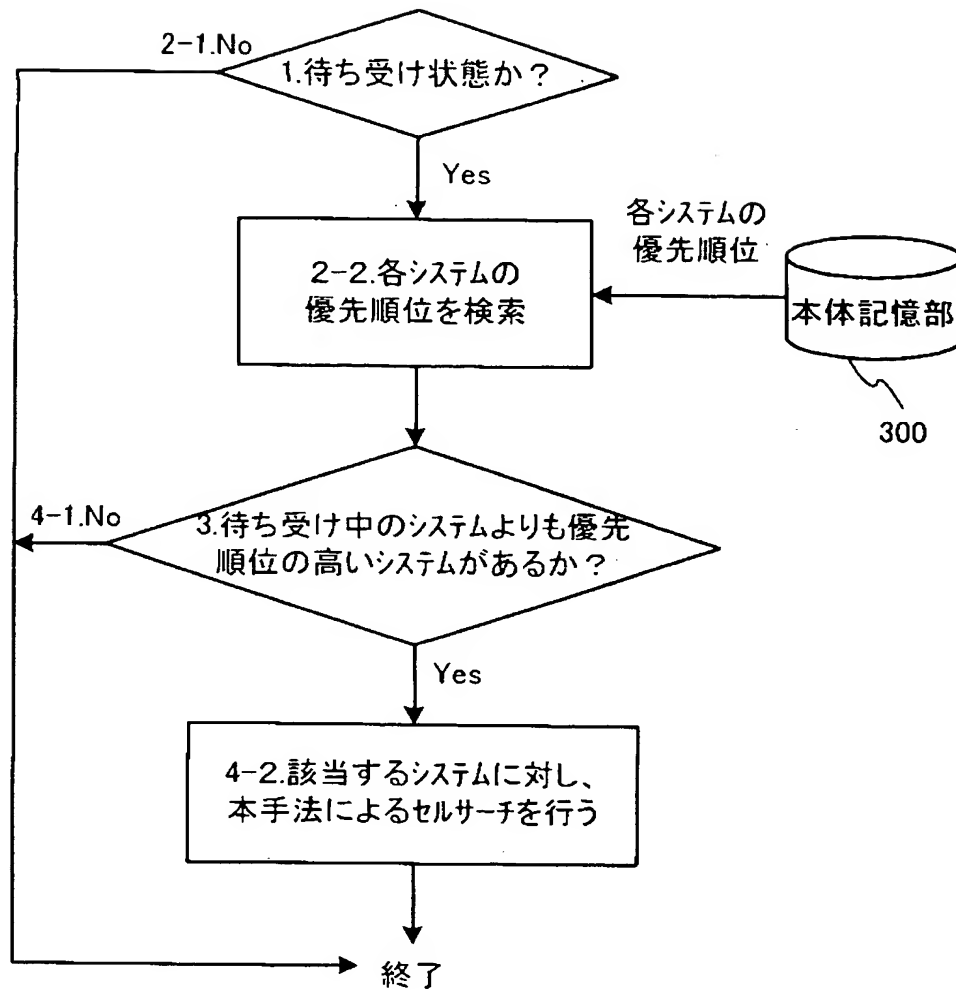 2-1.No
1.待ち受け状態か？
Yes
各システムの
優先順位
2-2.各システムの
優先順位を検索
本体記憶部
300
4-1.No
3.待ち受け中のシステムよりも優先
順位の高いシステムがあるか？
Yes
4-2.該当するシステムに対し、
本手法によるセルサーチを行う
終了